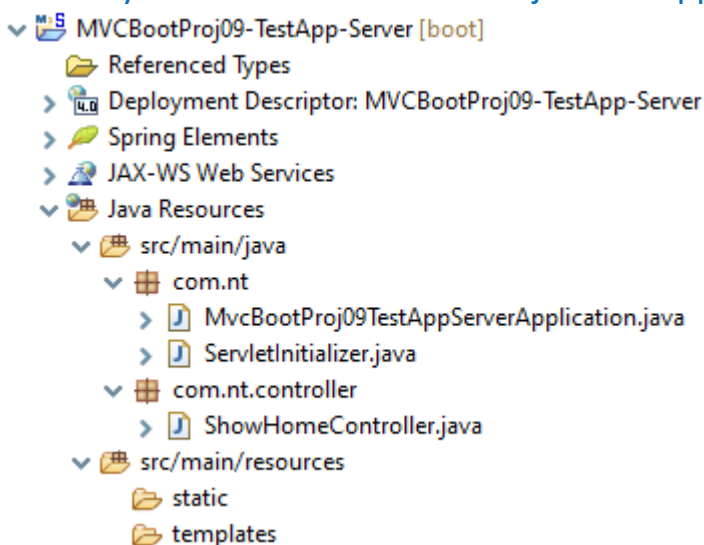 MVCBootProj09-TestApp-Server [boot]
Referenced Types
Deployment Descriptor: MVCBootProj09-TestApp-Server
Spring Elements
JAX-WS Web Services
Java Resources
src/main/java
com.nt
MvcBootProj09TestAppServerApplication.java
ServletInitializer.java
com.nt.controller
ShowHomeController.java
src/main/resources
static
templates